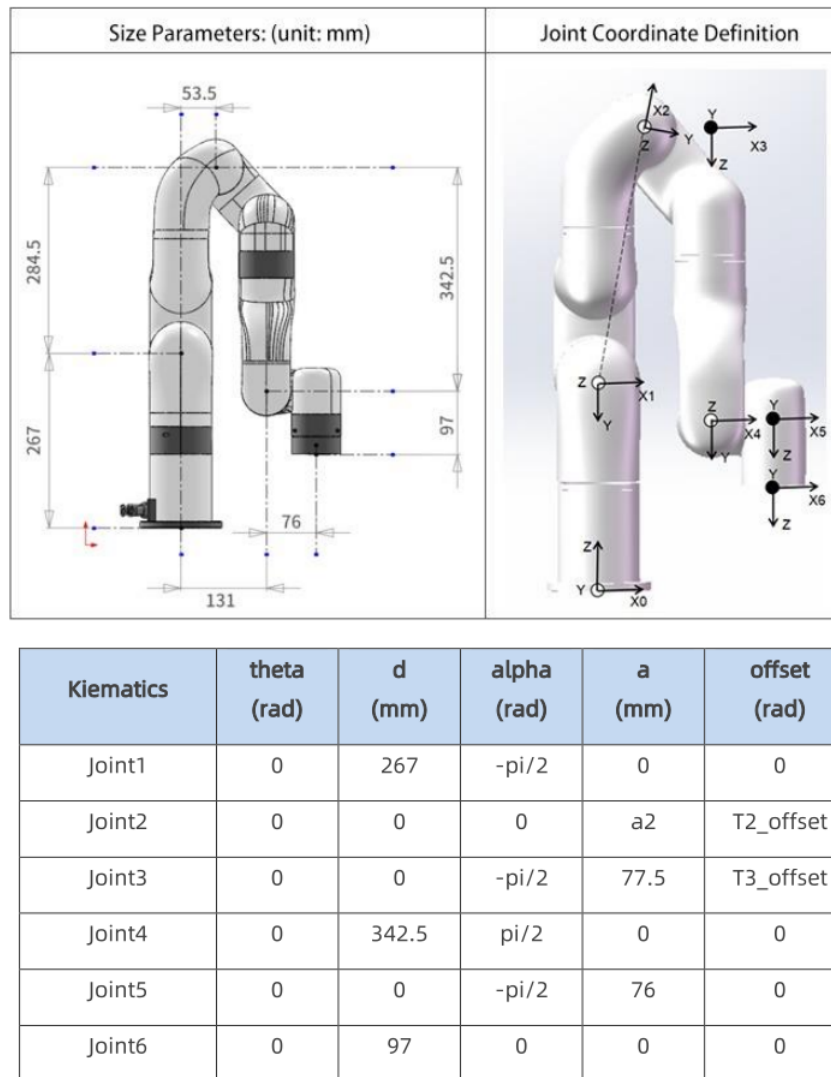 Size Parameters: (unit: mm)
Joint Coordinate Definition
53.5
284.5
342.5
267
97
76
131
X2
Y
Z
Y
X3
Z
Z
X1
Y
Z
X4
Y
Y
X5
Z
Y
X6
Z
Z
Y
X0
Kiematics theta (rad) d (mm) alpha (rad) a (mm) offset (rad)
Joint1 0 267 -pi/2 0 0
Joint2 0 0 0 a2 T2_offset
Joint3 0 0 -pi/2 77.5 T3_offset
Joint4 0 342.5 pi/2 0 0
Joint5 0 0 -pi/2 76 0
Joint6 0 97 0 0 0